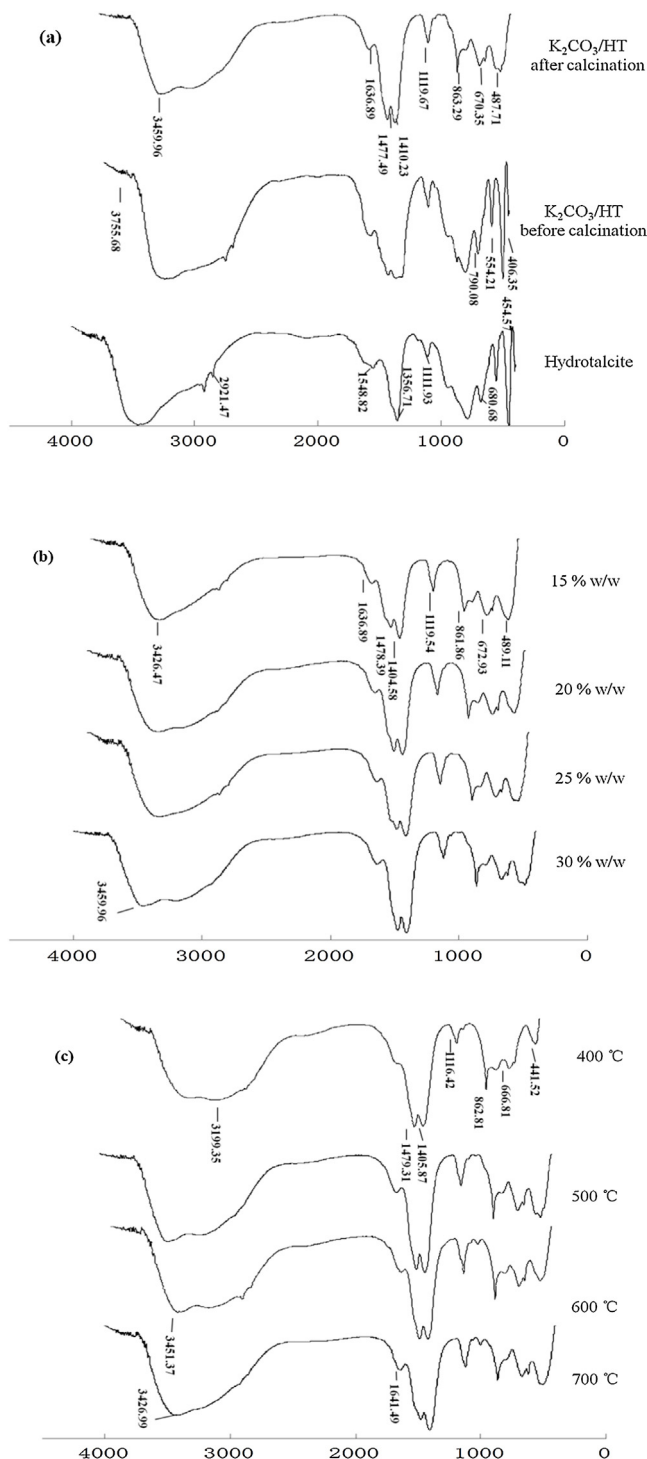 (a)
K₂CO₃/HT
after calcination
3459.96
1636.89
1477.49
1410.23
1119.67
863.29
670.35
487.71
K₂CO₃/HT
before calcination
3755.68
790.08
554.21
406.35
454.57
Hydrotalcite
2921.47
1548.82
1356.71
1111.93
680.68
4000 3000 2000 1000 0
(b)
15 % w/w
3426.47
1636.89
1478.39
1404.58
1119.54
861.86
672.93
489.11
20 % w/w
25 % w/w
30 % w/w
3459.96
4000 3000 2000 1000 0
(c)
400 ℃
3199.35
1479.31
1405.87
1116.42
862.81
666.81
441.52
500 ℃
600 ℃
3451.37
700 ℃
3426.99
1641.49
4000 3000 2000 1000 0